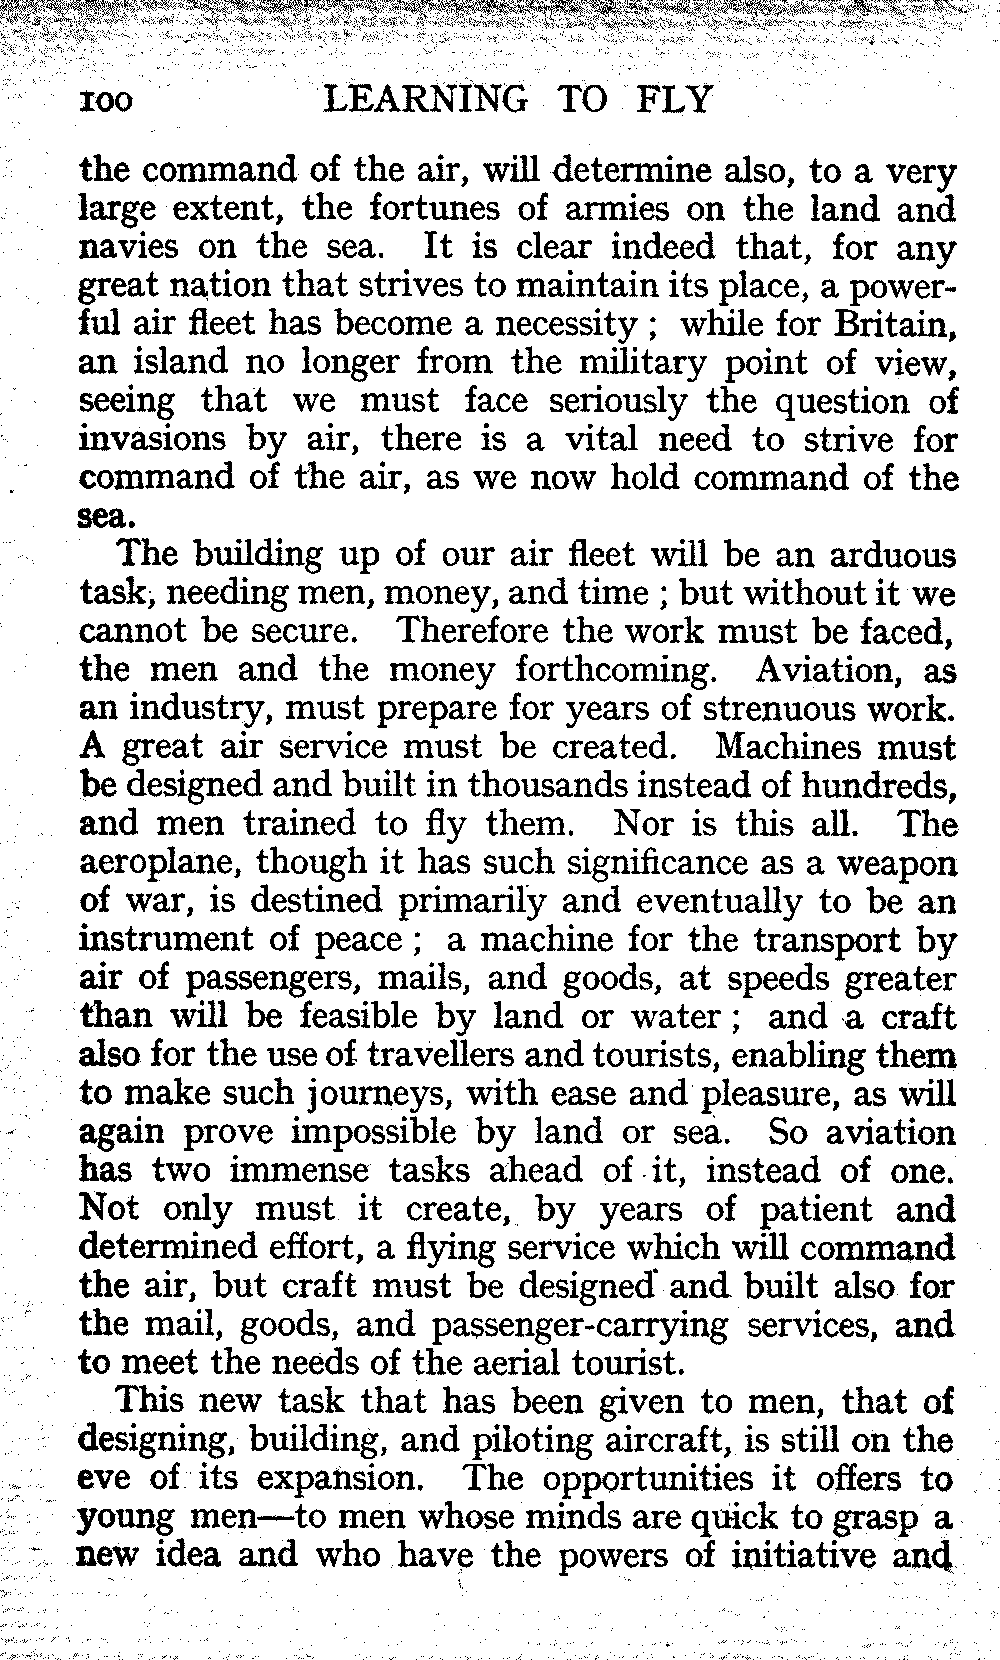 100 LEARNING TO FLY
the command of the air, will determine also, to a very
large extent, the fortunes of armies on the land and
navies on the sea. It is clear indeed that, for any
great nation that strives to maintain its place, a power-
ful air fleet has become a necessity ; while for Britain,
an island no longer from the military point of view,
seeing that we must face seriously the question of
invasions by air, there is a vital need to strive for
command of the air, as we now hold command of the
sea.
The building up of our air fleet will be an arduous
task, needing men, money, and time ; but without it we
cannot be secure. Therefore the work must be faced,
the men and the money forthcoming. Aviation, as
an industry, must prepare for years of strenuous work.
A great air service must be created. Machines must
be designed and built in thousands instead of hundreds,
and men trained to fly them. Nor is this all. The
aeroplane, though it has such significance as a weapon
of war, is destined primarily and eventually to be an
instrument of peace ; a machine for the transport by
air of passengers, mails, and goods, at speeds greater
than will be feasible by land or water ; and a craft
also for the use of travellers and tourists, enabling them
to make such journeys, with ease and pleasure, as will
again prove impossible by land or sea. So aviation
has two immense tasks ahead of it, instead of one.
Not only must it create, by years of patient and
determined effort, a flying service which will command
the air, but craft must be designed and built also for
the mail, goods, and passenger-carrying services, and
to meet the needs of the aerial tourist.
This new task that has been given to men, that of
designing, building, and piloting aircraft, is still on the
eve of its expansion. The opportunities it offers to
young men—to men whose minds are quick to grasp a
new idea and who have the powers of initiative and